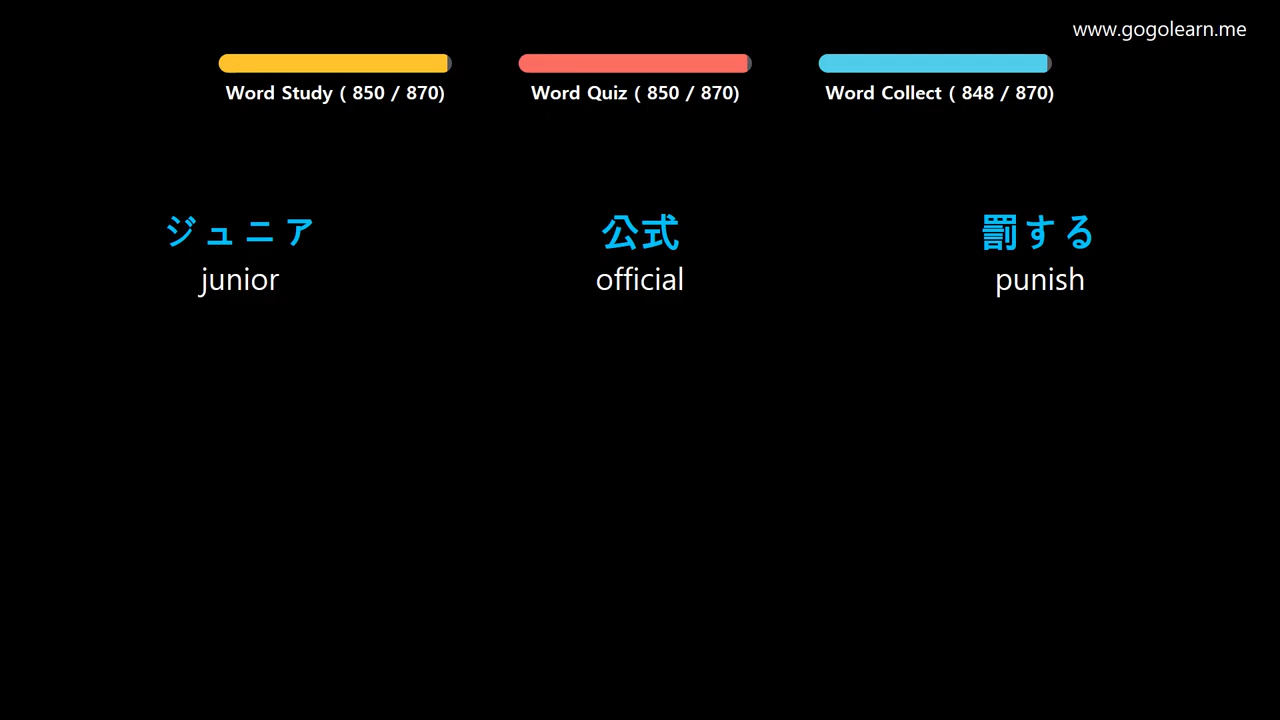 www.gogolearn.me
Word Study ( 850 / 870)
Word Quiz ( 850 / 870)
Word Collect ( 848 / 870)
ジュニア
junior
公式
official
罰する
punish